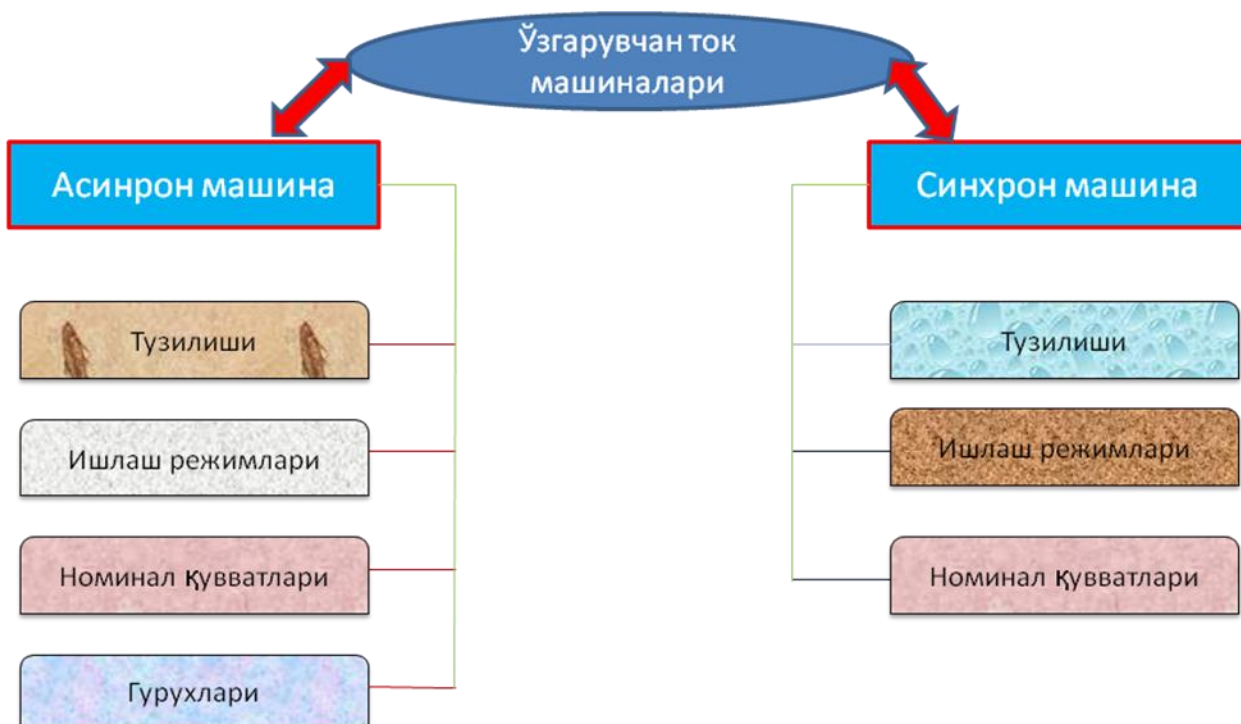 Ўзгарувчан ток
машиналари
Асинрон машина
Синхрон машина
Тузилиши
Ишлаш режимлари
Номинал қувватлари
Гурухлари
Тузилиши
Ишлаш режимлари
Номинал қувватлари